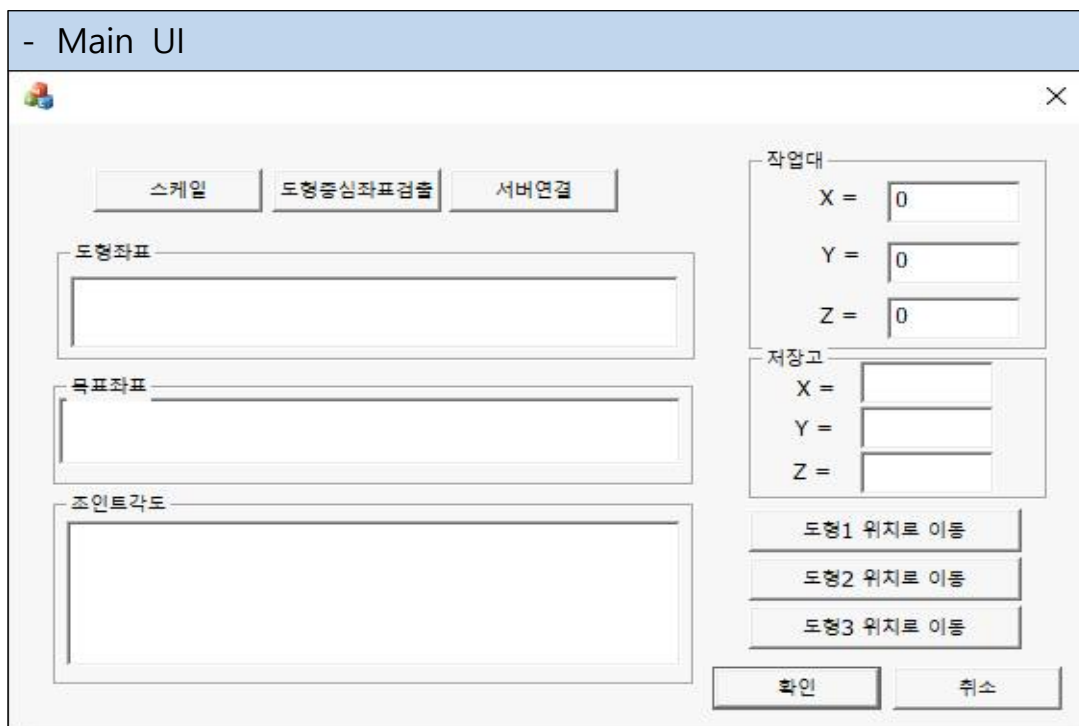 - Main UI
스케일 도형중심좌표검출 서버연결
도형좌표
목표좌표
조인트각도
작업대
X = 0
Y = 0
Z = 0
저장고
X =
Y =
Z =
도형1 위치로 이동
도형2 위치로 이동
도형3 위치로 이동
확인 취소